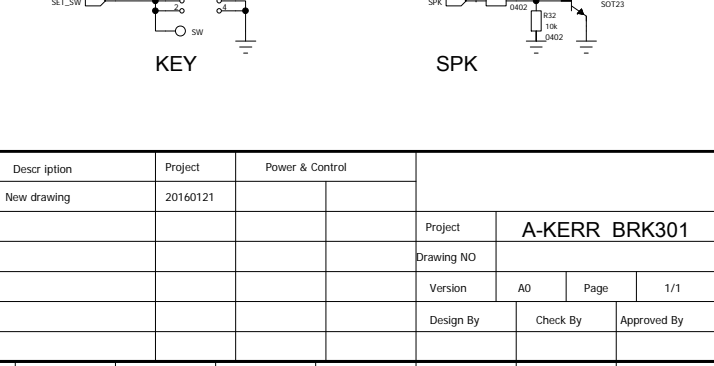 SET_SW
2
4
SW
KEY
SPK
0402
SOT23
R32
10k
0402
SPK
Descr iption Project Power & Control
New drawing 20160121
Project A-KERR BRK301
Drawing NO
Version A0 Page 1/1
Design By Check By Approved By